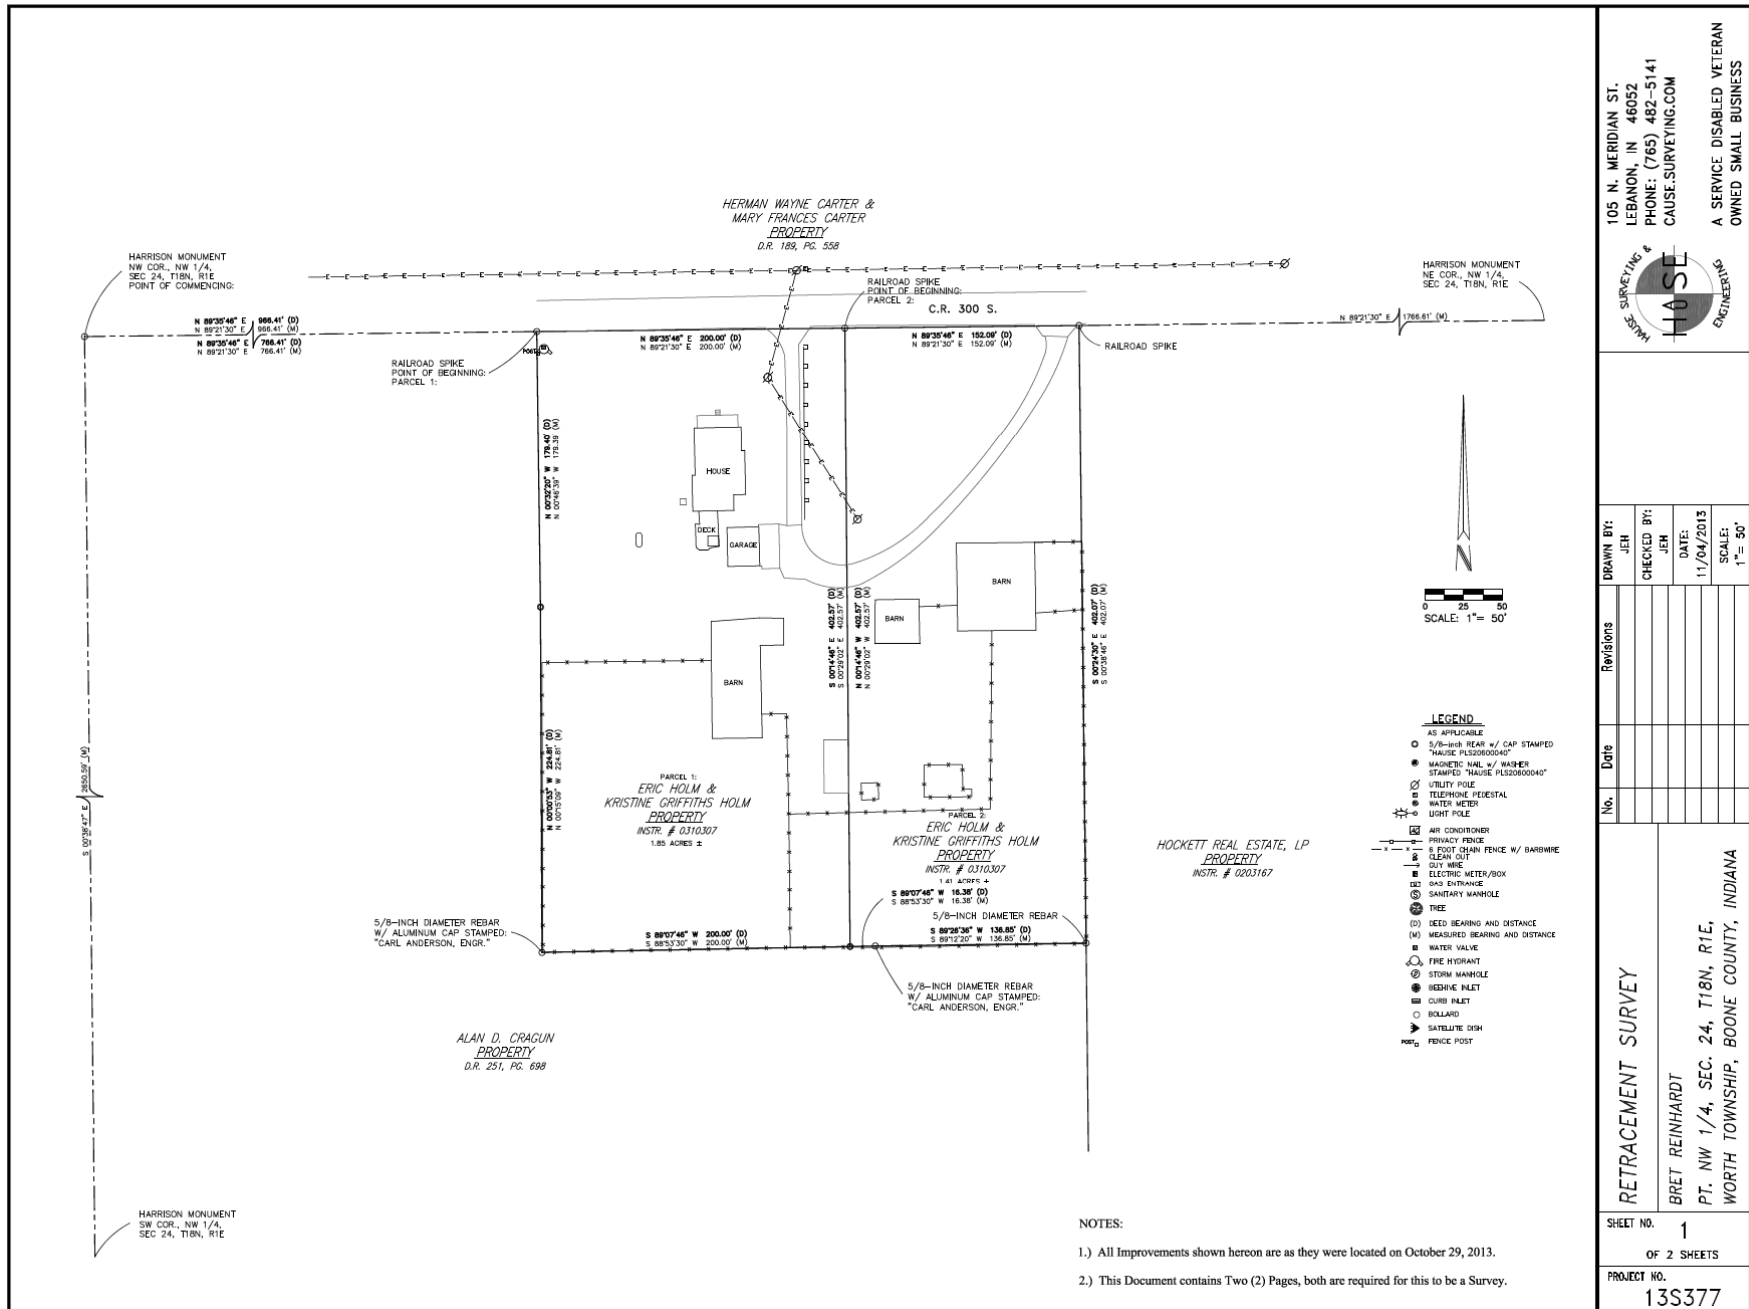 HERMAN WAYNE CARTER &
MARY FRANCES CARTER
PROPERTY
D.R. 189, PG. 558
HARRISON MONUMENT
NW COR., NW 1/4,
SEC 24, T18N, R1E
POINT OF COMMENCING:
RAILROAD SPIKE
POINT OF BEGINNING:
PARCEL 2:
C.R. 300 S.
HARRISON MONUMENT
NE COR., NW 1/4,
SEC 24, T18N, R1E
N 89°35'46" E 966.41' (D)
N 89°21'30" E 966.41' (M)
N 89°35'46" E 766.41' (D)
N 89°21'30" E 766.41' (M)
N 89°35'46" E 200.00' (D)
N 89°21'30" E 200.00' (M)
N 89°35'46" E 152.09' (D)
N 89°21'30" E 152.09' (M)
N 89°21'30" E 1766.61' (M)
RAILROAD SPIKE
POST
RAILROAD SPIKE
POINT OF BEGINNING:
PARCEL 1:
N 00°32'20" W 179.40' (D)
N 00°46'39" W 179.39 (M)
HOUSE
DECK
GARAGE
BARN
BARN
BARN
S 00°14'46" E 402.57' (D)
S 00°29'02" E 402.57' (M)
N 00°14'46" W 402.57' (D)
N 00°29'02" W 402.57' (M)
S 00°24'30" E 402.07' (D)
S 00°38'46" E 402.07' (M)
N 00°00'53" W 224.81' (D)
N 00°15'09" W 224.81' (M)
S 00°38'47" E 2650.59' (M)
PARCEL 1:
ERIC HOLM &
KRISTINE GRIFFITHS HOLM
PROPERTY
INSTR. # 0310307
1.85 ACRES ±
PARCEL 2:
ERIC HOLM &
KRISTINE GRIFFITHS HOLM
PROPERTY
INSTR. # 0310307
1.41 ACRES ±
HOCKETT REAL ESTATE, LP
PROPERTY
INSTR. # 0203167
S 89°07'46" W 16.38' (D)
S 88°53'30" W 16.38' (M)
5/8-INCH DIAMETER REBAR
S 89°26'36" W 136.85' (D)
S 89°12'20" W 136.85' (M)
S 89°07'46" W 200.00' (D)
S 88°53'30" W 200.00' (M)
5/8-INCH DIAMETER REBAR
W/ ALUMINUM CAP STAMPED:
"CARL ANDERSON, ENGR."
5/8-INCH DIAMETER REBAR
W/ ALUMINUM CAP STAMPED:
"CARL ANDERSON, ENGR."
ALAN D. CRAGUN
PROPERTY
D.R. 251, PG. 698
HARRISON MONUMENT
SW COR., NW 1/4,
SEC 24, T18N, R1E
N
0 25 50
SCALE: 1"= 50'
LEGEND
AS APPLICABLE
5/8-inch REAR w/ CAP STAMPED
"HAUSE PLS20600040"
MAGNETIC NAIL w/ WASHER
STAMPED "HAUSE PLS20600040"
UTILITY POLE
TELEPHONE PEDESTAL
WATER METER
LIGHT POLE
AIR CONDITIONER
PRIVACY FENCE
6 FOOT CHAIN FENCE W/ BARBWIRE
CLEAN OUT
GUY WIRE
ELECTRIC METER/BOX
GAS ENTRANCE
SANITARY MANHOLE
TREE
(D) DEED BEARING AND DISTANCE
(M) MEASURED BEARING AND DISTANCE
WATER VALVE
FIRE HYDRANT
STORM MANHOLE
BEEHIVE INLET
CURB INLET
BOLLARD
SATELLITE DISH
POST FENCE POST
NOTES:
1.) All Improvements shown hereon are as they were located on October 29, 2013.
2.) This Document contains Two (2) Pages, both are required for this to be a Survey.
105 N. MERIDIAN ST.
LEBANON, IN 46052
PHONE: (765) 482-5141
CAUSE.SURVEYING.COM
A SERVICE DISABLED VETERAN
OWNED SMALL BUSINESS
HAUSE SURVEYING &
ENGINEERING
HAUSE
DRAWN BY:
JEH
CHECKED BY:
JEH
DATE:
11/04/2013
SCALE:
1"= 50'
No. Date Revisions
RETRACEMENT SURVEY
BRET REINHARDT
PT. NW 1/4, SEC. 24, T18N, R1E,
WORTH TOWNSHIP, BOONE COUNTY, INDIANA
SHEET NO.
1
OF 2 SHEETS
PROJECT NO.
13S377